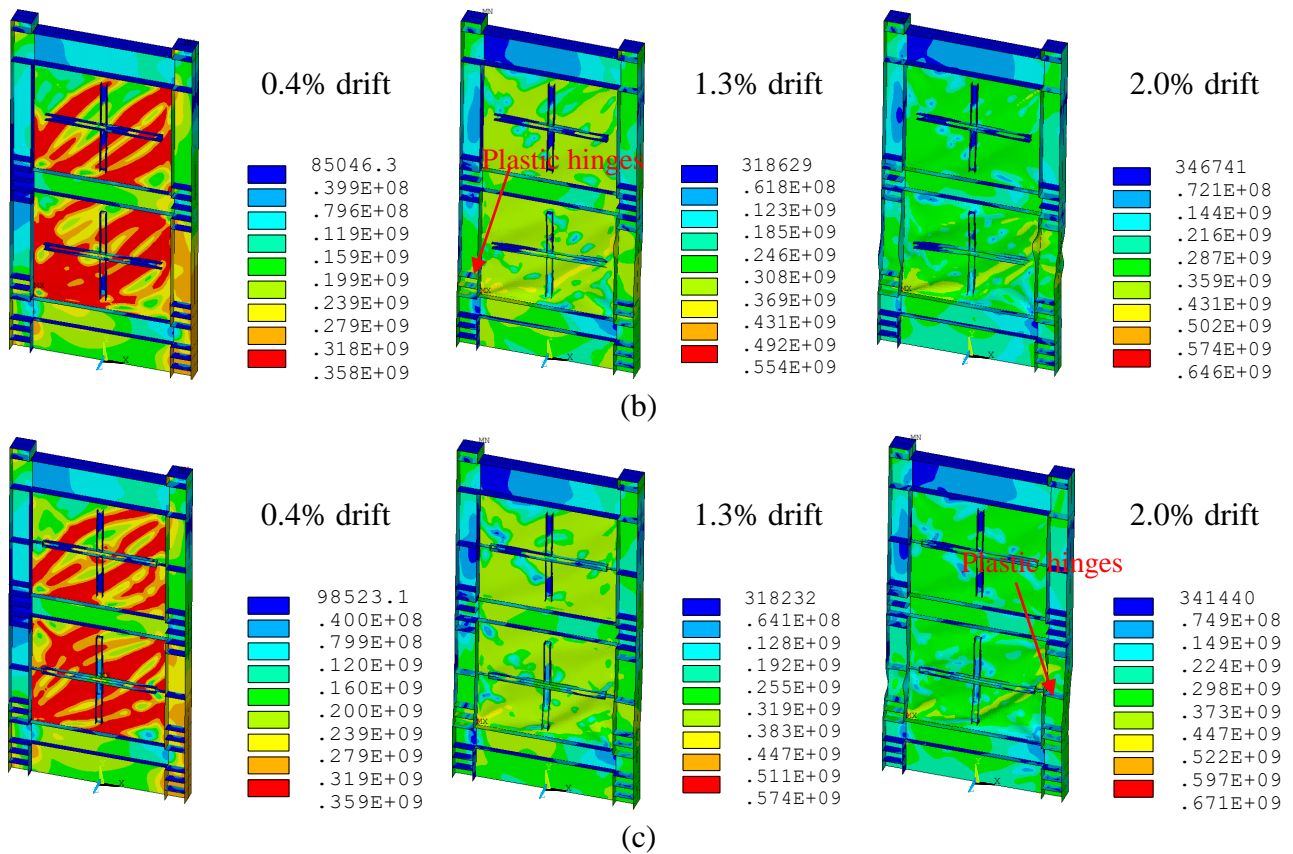 MN
0.4% drift
1.3% drift
2.0% drift
Plastic hinges
85046.3
.399E+08
.796E+08
.119E+09
.159E+09
.199E+09
.239E+09
.279E+09
.318E+09
.358E+09
318629
.618E+08
.123E+09
.185E+09
.246E+09
.308E+09
.369E+09
.431E+09
.492E+09
.554E+09
346741
.721E+08
.144E+09
.216E+09
.287E+09
.359E+09
.431E+09
.502E+09
.574E+09
.646E+09
MX
MX
X
X
X
(b)
MN
MN
0.4% drift
1.3% drift
2.0% drift
Plastic hinges
98523.1
.400E+08
.799E+08
.120E+09
.160E+09
.200E+09
.239E+09
.279E+09
.319E+09
.359E+09
318232
.641E+08
.128E+09
.192E+09
.255E+09
.319E+09
.383E+09
.447E+09
.511E+09
.574E+09
341440
.749E+08
.149E+09
.224E+09
.298E+09
.373E+09
.447E+09
.522E+09
.597E+09
.671E+09
MX
MX
X
X
X
(c)